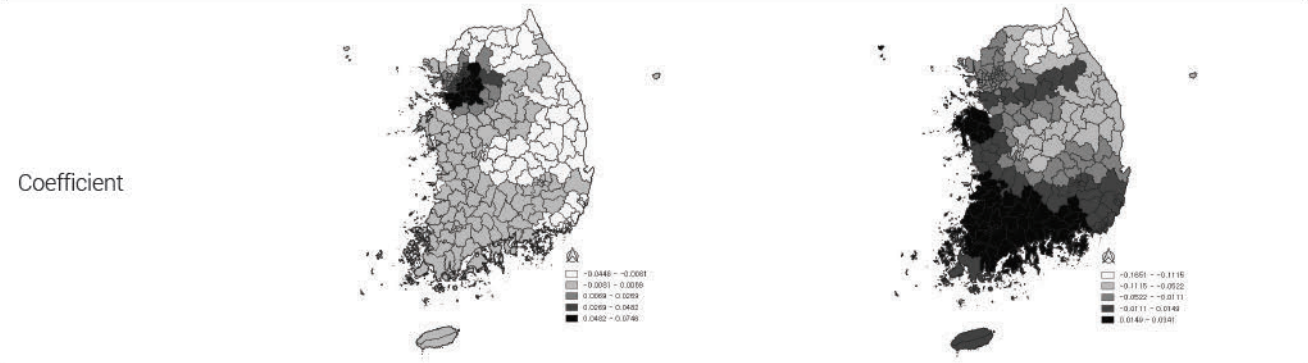 Coefficient
-0.0448 - -0.0081
-0.0081 - 0.0069
0.0069 - 0.0269
0.0269 - 0.0482
0.0482 - 0.0748
-0.1651 - -0.1115
-0.1115 - -0.0522
-0.0522 - -0.0111
-0.0111 - 0.0149
0.0149 - 0.0341